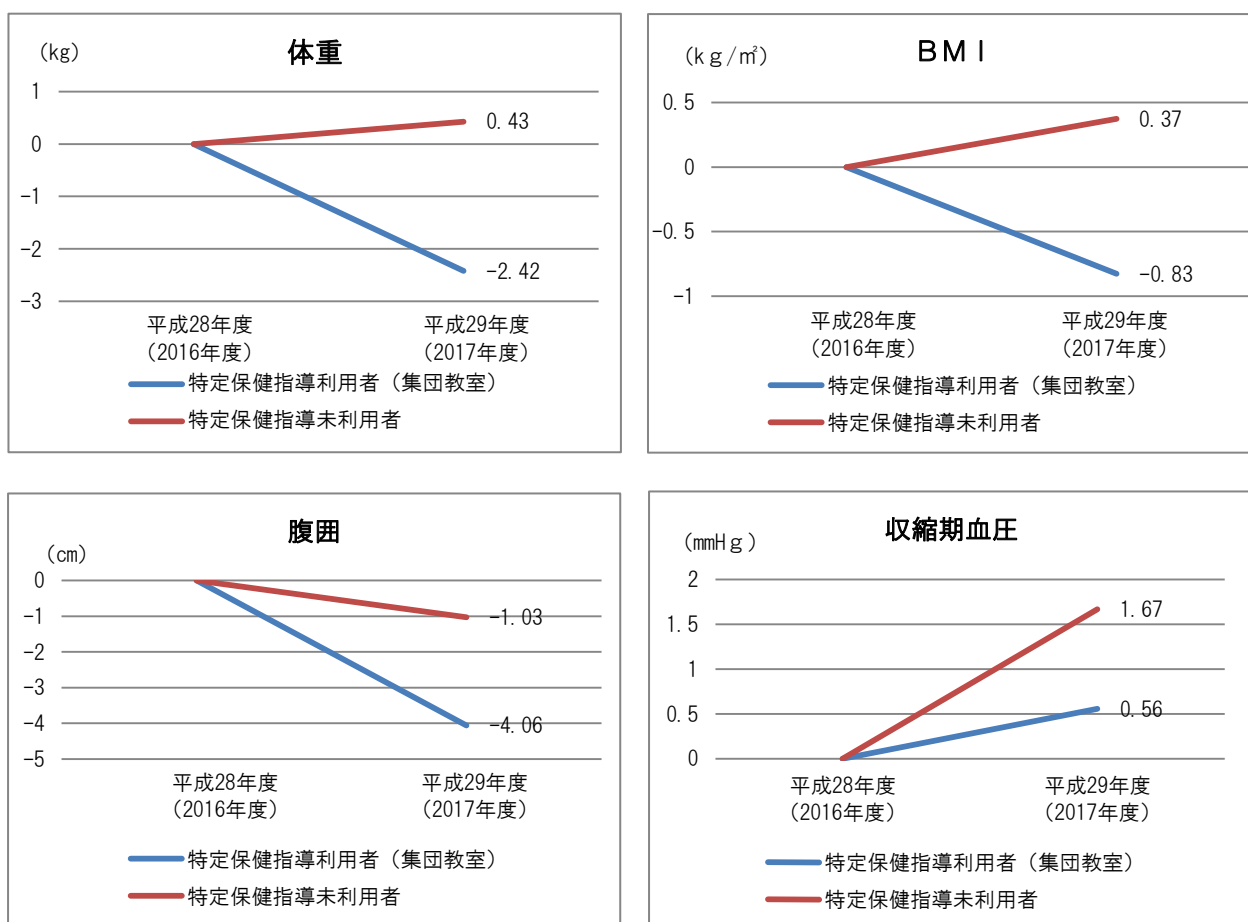 体重
(kg)
1
0
-1
-2
-3
0.43
-2.42
平成28年度
（2016年度）
平成29年度
（2017年度）
特定保健指導利用者（集団教室）
特定保健指導未利用者
ＢＭＩ
(ｋｇ/㎡)
0.5
0
-0.5
-1
0.37
-0.83
平成28年度
（2016年度）
平成29年度
（2017年度）
特定保健指導利用者（集団教室）
特定保健指導未利用者
腹囲
(cm)
0
-1
-2
-3
-4
-5
-1.03
-4.06
平成28年度
（2016年度）
平成29年度
（2017年度）
特定保健指導利用者（集団教室）
特定保健指導未利用者
収縮期血圧
(mmHｇ)
2
1.5
1
0.5
0
1.67
0.56
平成28年度
（2016年度）
平成29年度
（2017年度）
特定保健指導利用者（集団教室）
特定保健指導未利用者